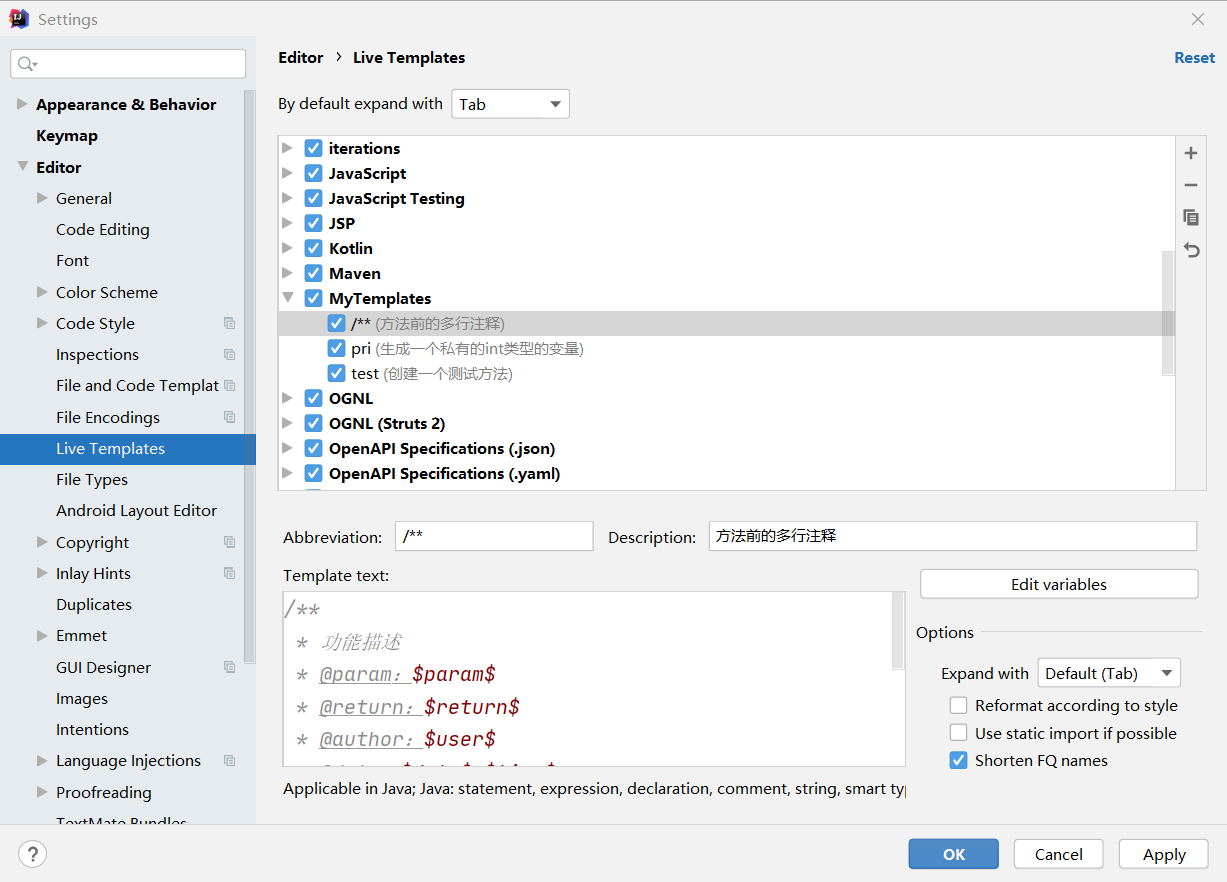 Settings
Appearance & Behavior
Keymap
Editor
General
Code Editing
Font
Color Scheme
Code Style
Inspections
File and Code Templat
File Encodings
Live Templates
File Types
Android Layout Editor
Copyright
Inlay Hints
Duplicates
Emmet
GUI Designer
Images
Intentions
Language Injections
Proofreading
TextMate Bundles
Editor › Live Templates
Reset
By default expand with Tab
iterations
JavaScript
JavaScript Testing
JSP
Kotlin
Maven
MyTemplates
/** (方法前的多行注释)
pri (生成一个私有的int类型的变量)
test (创建一个测试方法)
OGNL
OGNL (Struts 2)
OpenAPI Specifications (.json)
OpenAPI Specifications (.yaml)
Abbreviation: /** Description: 方法前的多行注释
Template text:
/**
* 功能描述
* @param：$param$
* @return：$return$
* @author：$user$
Applicable in Java; Java: statement, expression, declaration, comment, string, smart ty
Edit variables
Options
Expand with Default (Tab)
Reformat according to style
Use static import if possible
Shorten FQ names
?
OK
Cancel
Apply